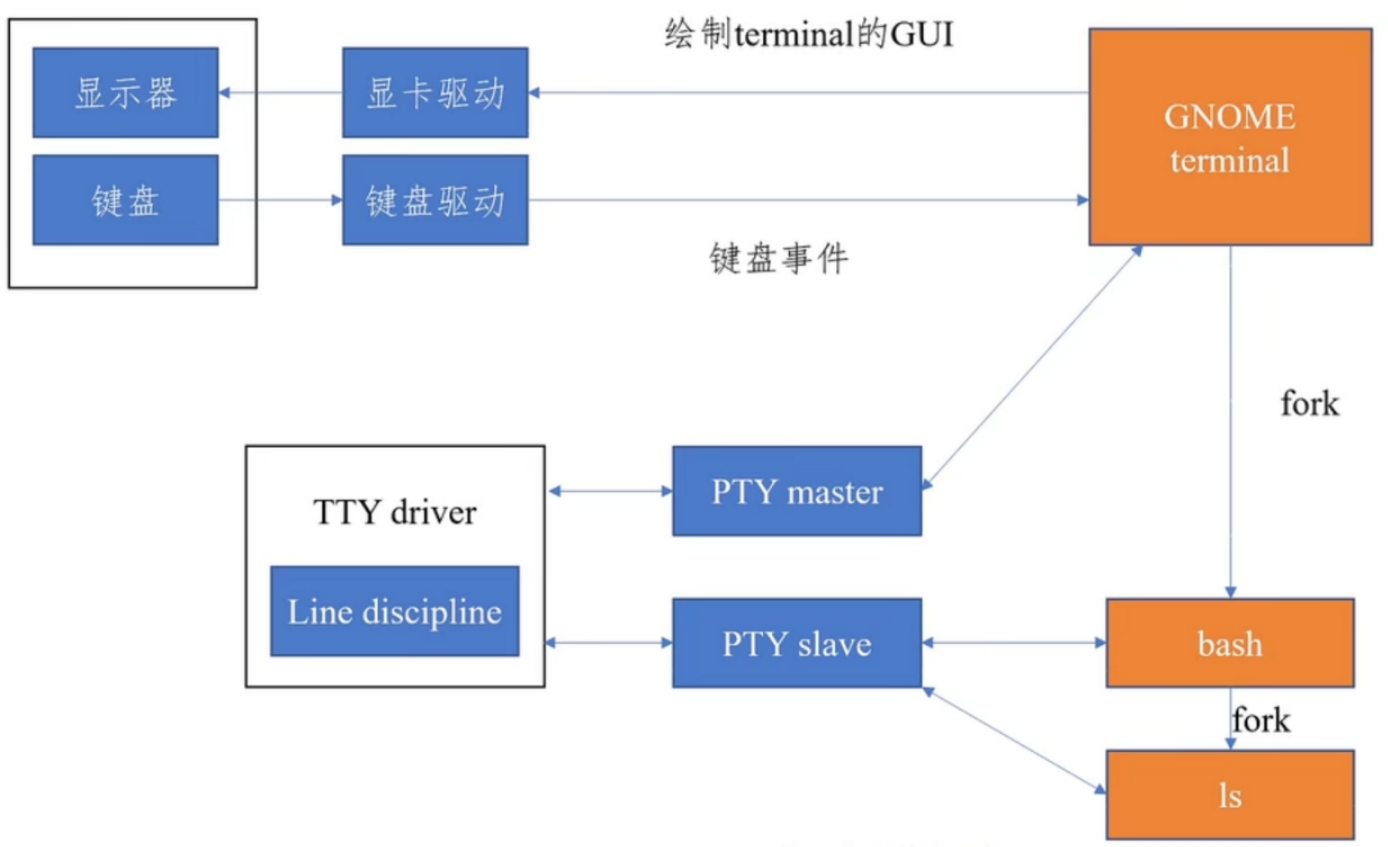 绘制terminal的GUI
显示器
显卡驱动
GNOME
terminal
键盘
键盘驱动
键盘事件
fork
TTY driver
PTY master
Line discipline
PTY slave
bash
fork
ls